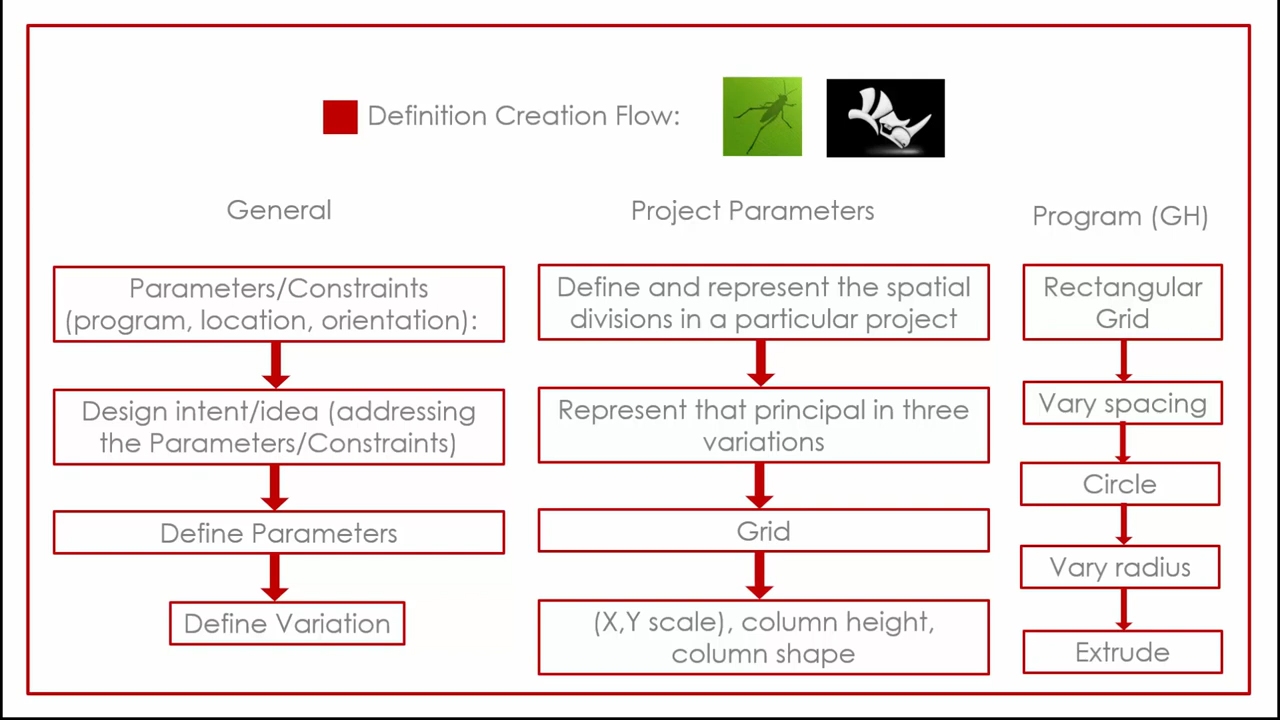 Definition Creation Flow:
General
Parameters/Constraints
(program, location, orientation):
Design intent/idea (addressing
the Parameters/Constraints)
Define Parameters
Define Variation
Project Parameters
Define and represent the spatial
divisions in a particular project
Represent that principal in three
variations
Grid
(X,Y scale), column height,
column shape
Program (GH)
Rectangular
Grid
Vary spacing
Circle
Vary radius
Extrude